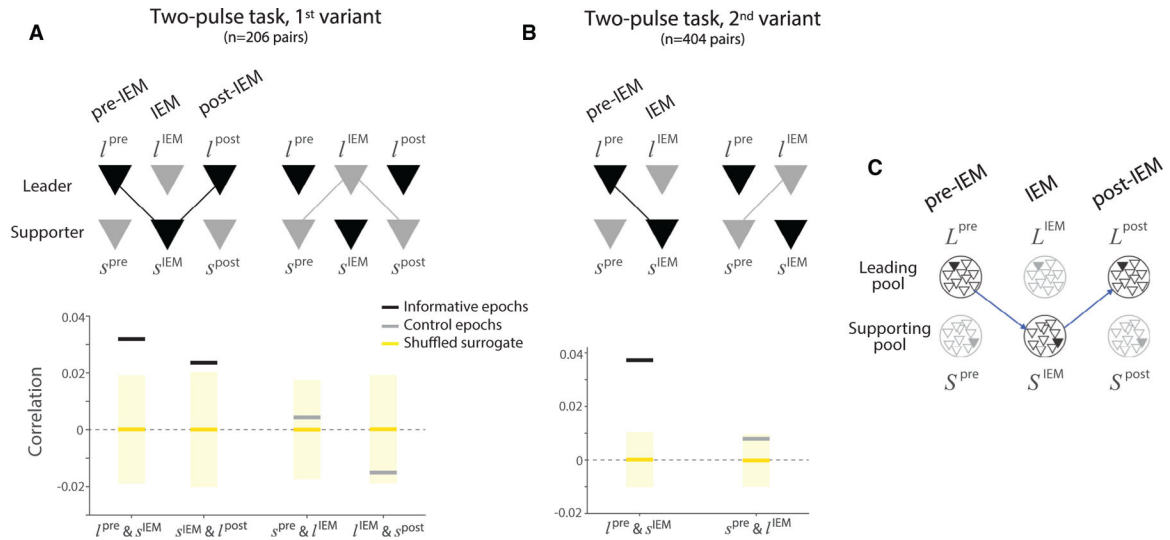 A
Two-pulse task, 1st variant
(n=206 pairs)
pre-IEM IEM post-IEM
l^pre l^IEM l^post l^pre l^IEM l^post
Leader
Supporter
s^pre s^IEM s^post s^pre s^IEM s^post
Informative epochs
Control epochs
Shuffled surrogate
Correlation
0.04
0.02
0
-0.02
l^pre & s^IEM s^IEM & l^post s^pre & l^IEM l^IEM & s^post
B
Two-pulse task, 2nd variant
(n=404 pairs)
pre-IEM IEM
l^pre l^IEM l^pre l^IEM
s^pre s^IEM s^pre s^IEM
0.04
0.02
0
-0.02
l^pre & s^IEM s^pre & l^IEM
C
pre-IEM IEM post-IEM
L^pre L^IEM L^post
Leading
pool
Supporting
pool
S^pre S^IEM S^post